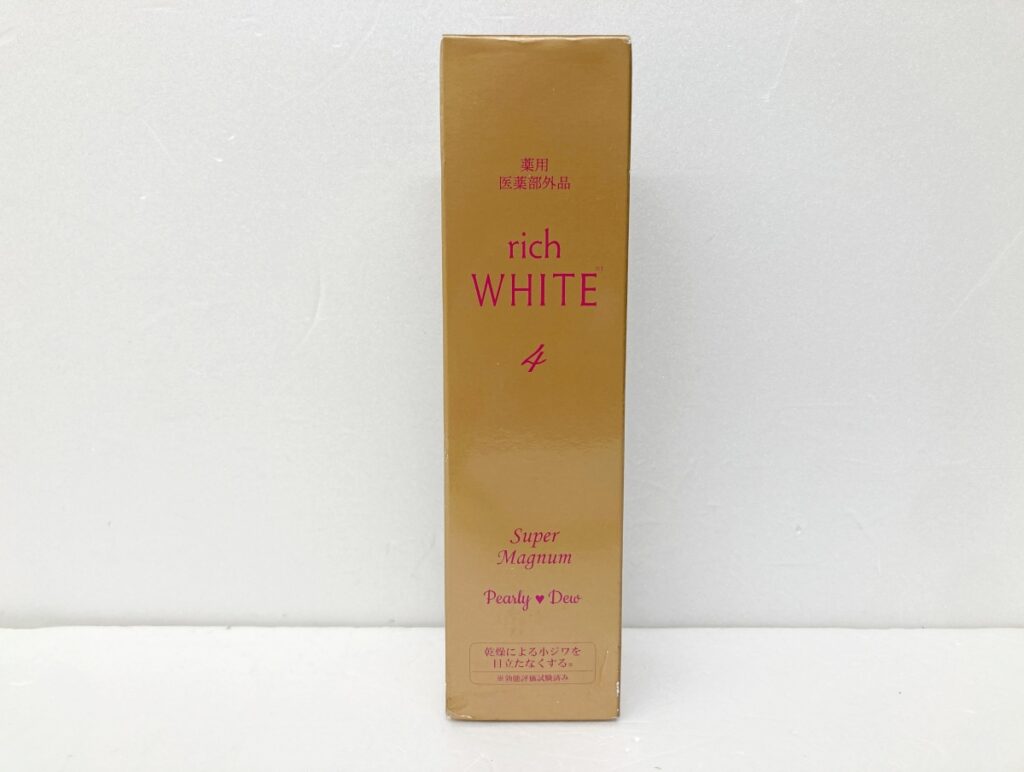 薬用
医薬部外品
rich
WHITE
4
Super
Magnum
Pearly ♥ Dew
乾燥による小ジワを
目立たなくする。
※効能評価試験済み